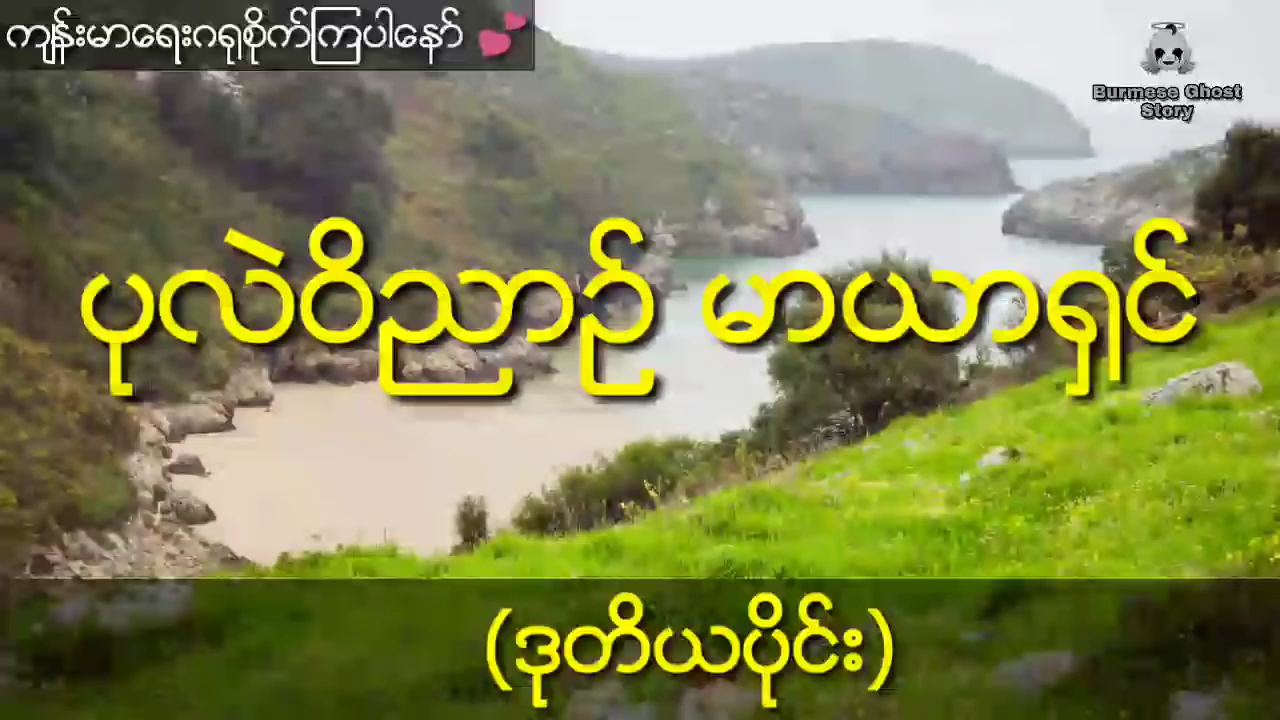 ကျန်းမာရေးဂရုစိုက်ကြပါနော် 💕
Burmese Ghost
Story
ပုလဲဝိညာဉ် မာယာရှင်
(ဒုတိယပိုင်း)